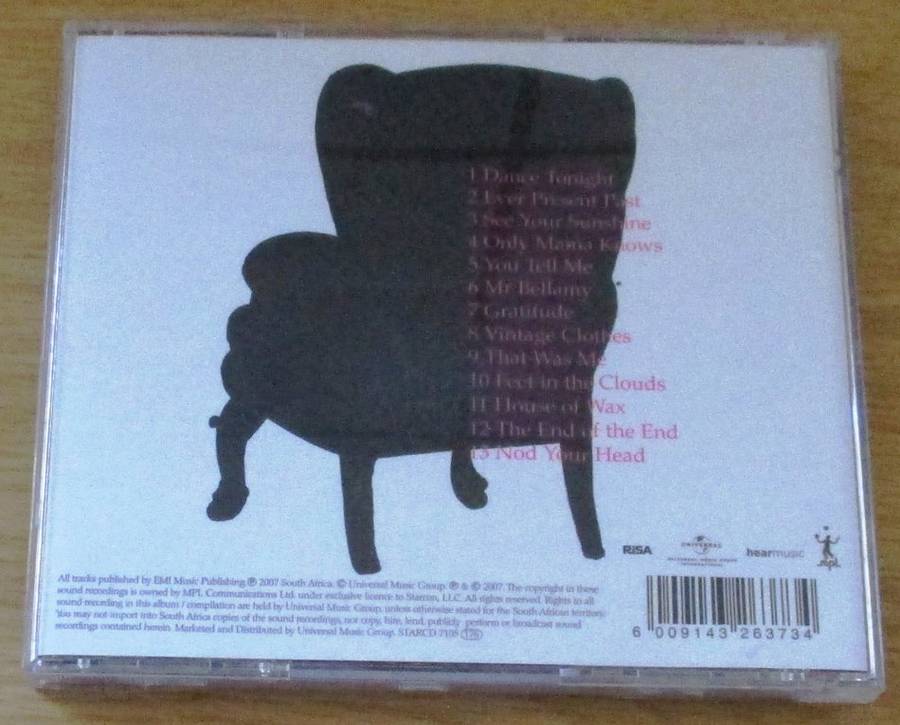 1 Dance Tonight
2 Ever Present Past
3 See Your Sunshine
4 Only Mama Knows
5 You Tell Me
6 Mr Bellamy
7 Gratitude
8 Vintage Clothes
9 That Was Me
10 Feet in the Clouds
11 House of Wax
12 The End of the End
13 Nod Your Head
RiSA
UNIVERSAL
UNIVERSAL MUSIC GROUP
INTERNATIONAL
hearmusic
mpl
All tracks published by EMI Music Publishing ℗ 2007 South Africa. © Universal Music Group. ℗ & © 2007. The copyright in these
sound recordings is owned by MPL Communications Ltd. under exclusive licence to Starcon, LLC. All rights reserved. Rights to all
sound recording in this album / compilation are held by Universal Music Group, unless otherwise stated for the South African territory.
You may not import into South Africa copies of the sound recordings, nor copy, hire, lend, publicly perform or broadcast sound
recordings contained herein. Marketed and Distributed by Universal Music Group. STARCD 7108
6 009143 263734